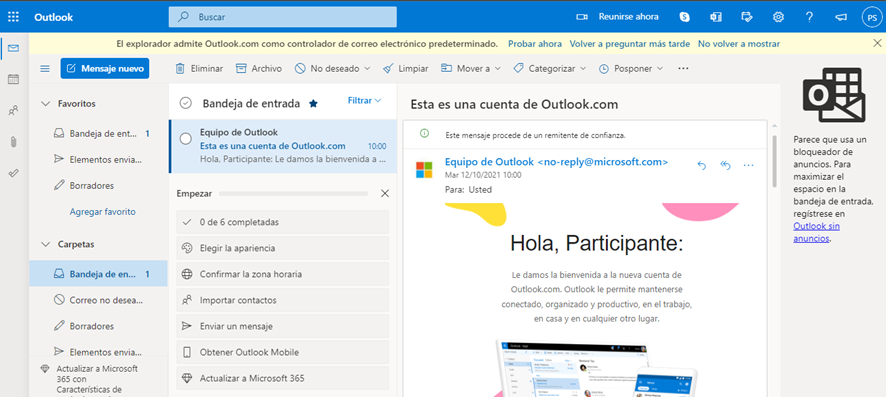 Outlook
Buscar
Reunirse ahora
PS
El explorador admite Outlook.com como controlador de correo electrónico predeterminado. Probar ahora Volver a preguntar más tarde No volver a mostrar
Mensaje nuevo
Eliminar
Archivo
No deseado
Limpiar
Mover a
Categorizar
Posponer
Favoritos
Bandeja de ent... 1
Elementos envia...
Borradores
Agregar favorito
Carpetas
Bandeja de en... 1
Correo no desea...
Borradores
Elementos envia...
Actualizar a Microsoft
365 con
Características de
Bandeja de entrada
Filtrar
Equipo de Outlook
Esta es una cuenta de Outlook.com 10:00
Hola, Participante: Le damos la bienvenida a ...
Empezar
0 de 6 completadas
Elegir la apariencia
Confirmar la zona horaria
Importar contactos
Enviar un mensaje
Obtener Outlook Mobile
Actualizar a Microsoft 365
Esta es una cuenta de Outlook.com
Este mensaje procede de un remitente de confianza.
Equipo de Outlook <no-reply@microsoft.com>
Mar 12/10/2021 10:00
Para: Usted
Hola, Participante:
Le damos la bienvenida a la nueva cuenta de
Outlook.com. Outlook le permite mantenerse
conectado, organizado y productivo, en el trabajo,
en casa y en cualquier otro lugar.
Parece que usa un
bloqueador de
anuncios. Para
maximizar el
espacio en la
bandeja de entrada,
regístrese en
Outlook sin
anuncios.